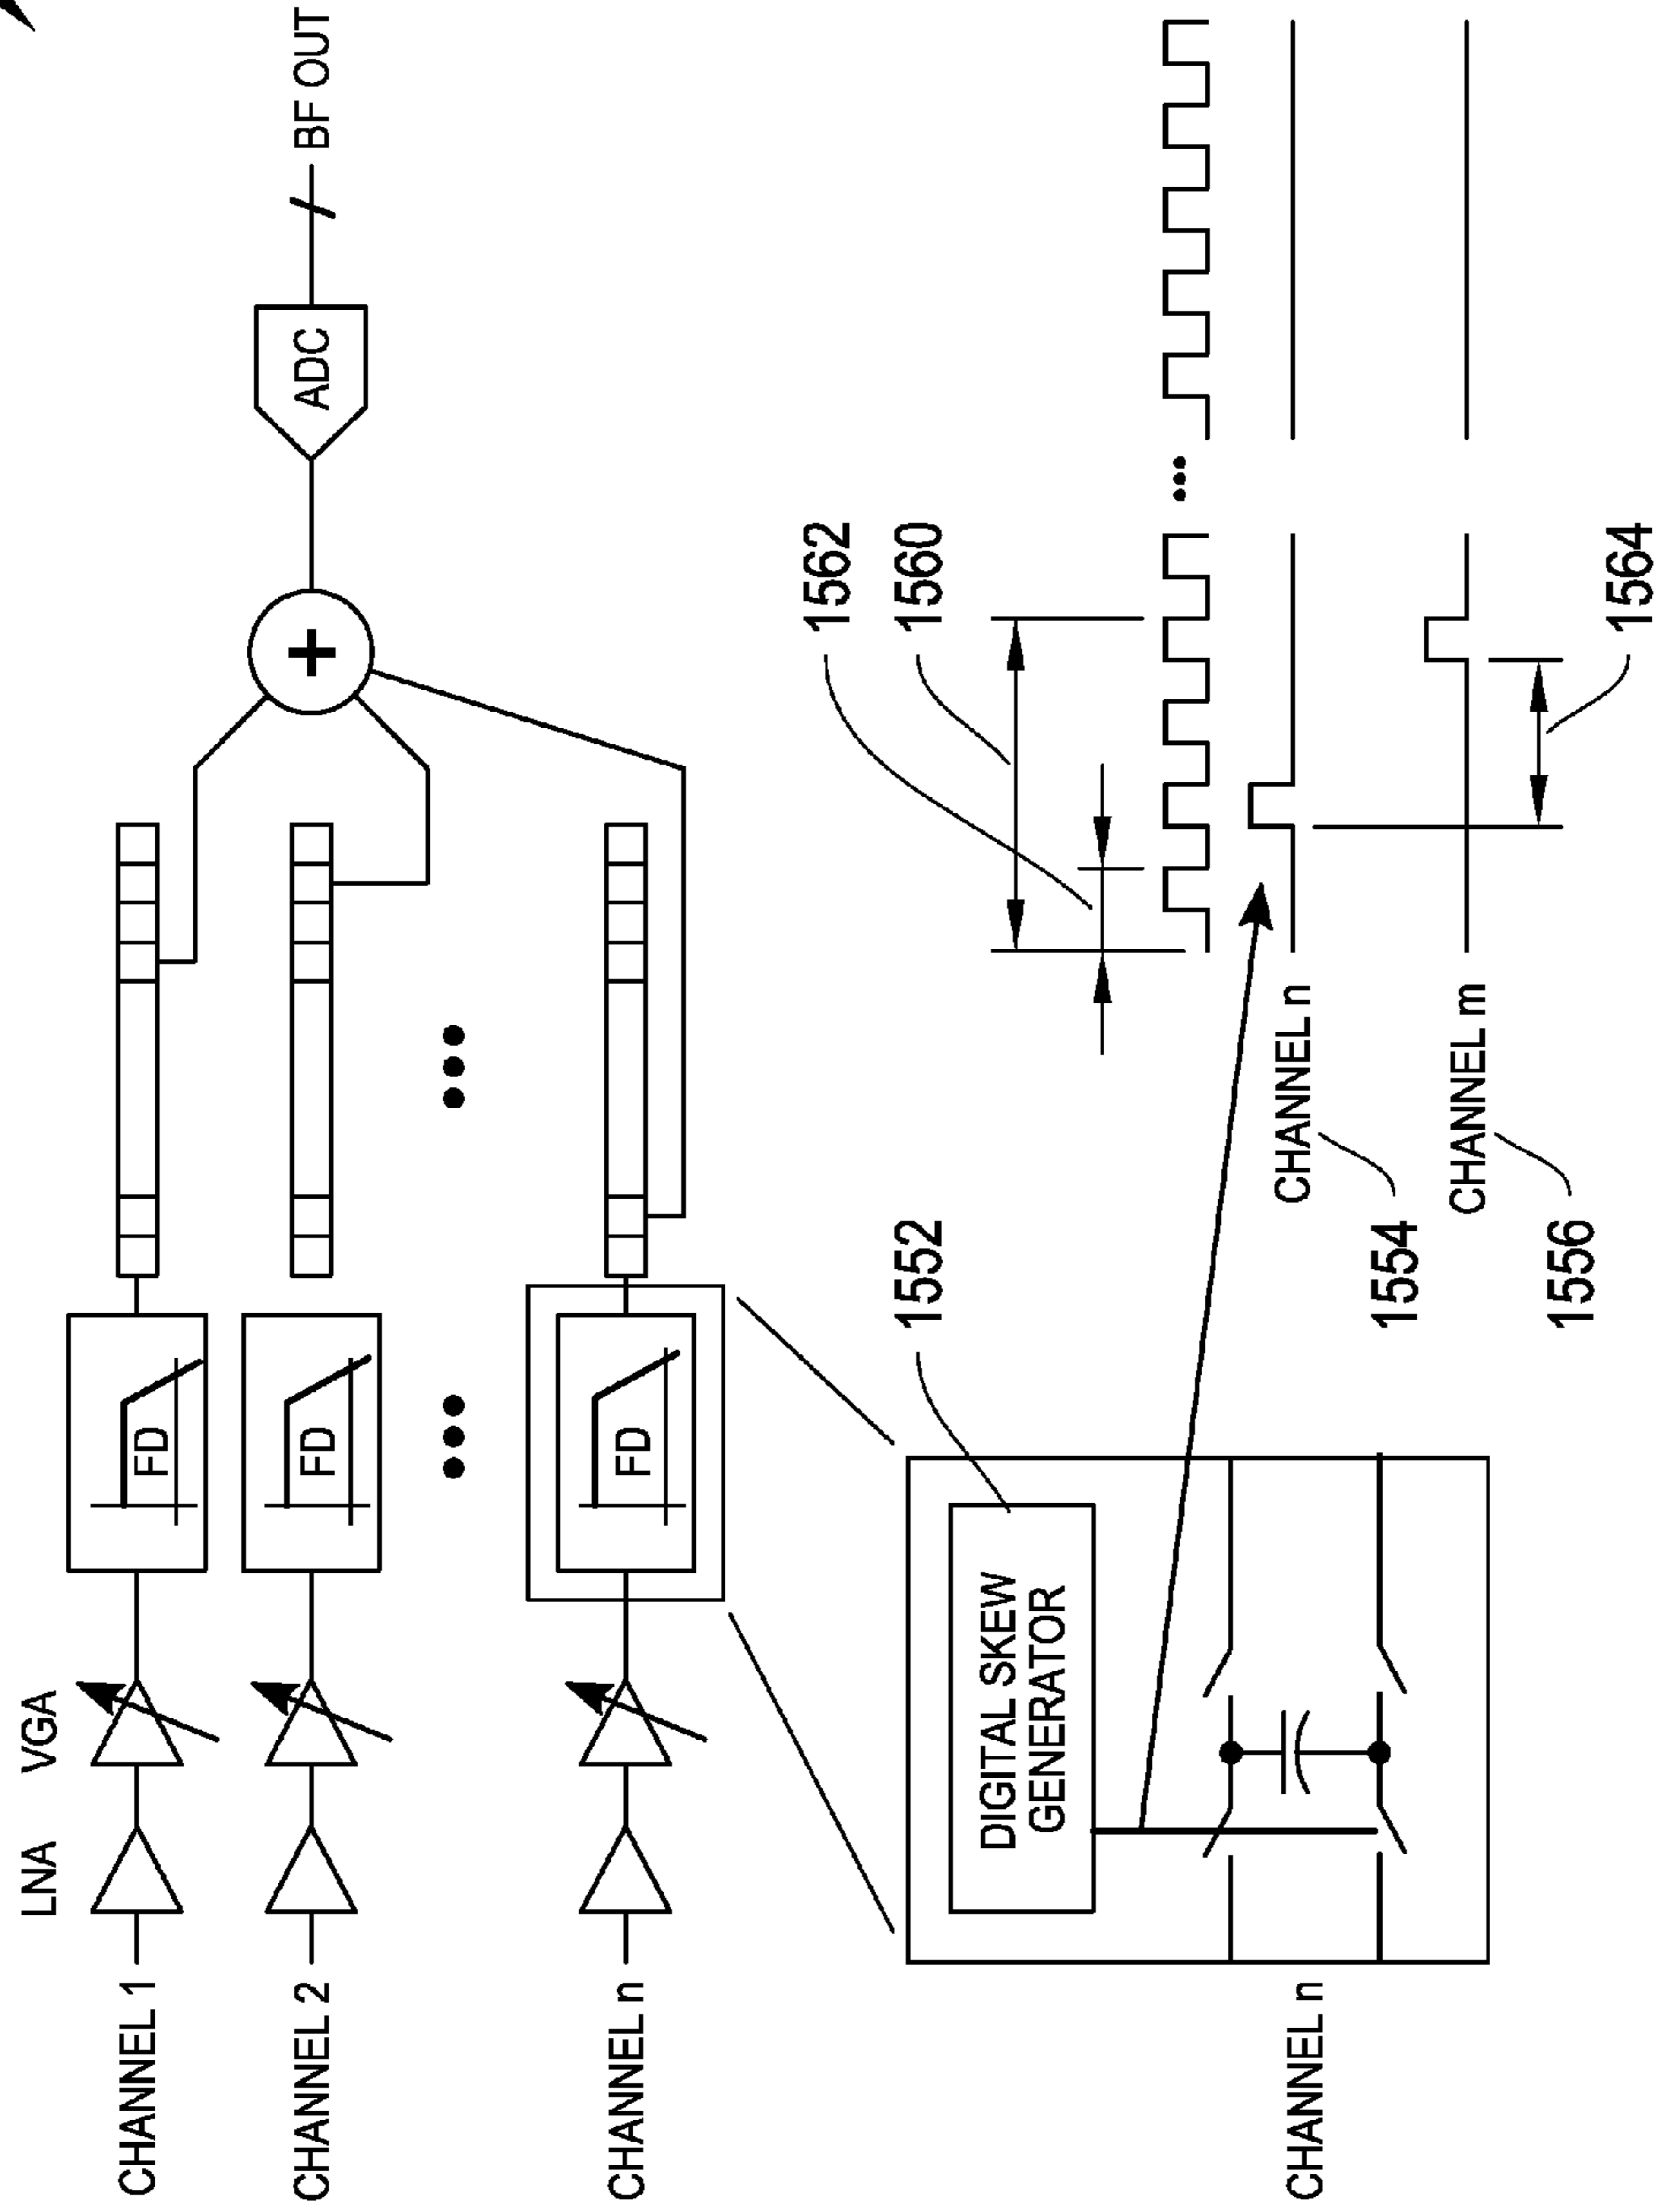 LNA VGA
CHANNEL 1
FD
CHANNEL 2
FD
ADC
BF OUT
+
CHANNEL n
FD
1562
1560
1552
DIGITAL SKEW
GENERATOR
CHANNEL n
CHANNEL n
1554
CHANNEL m
1556
1564